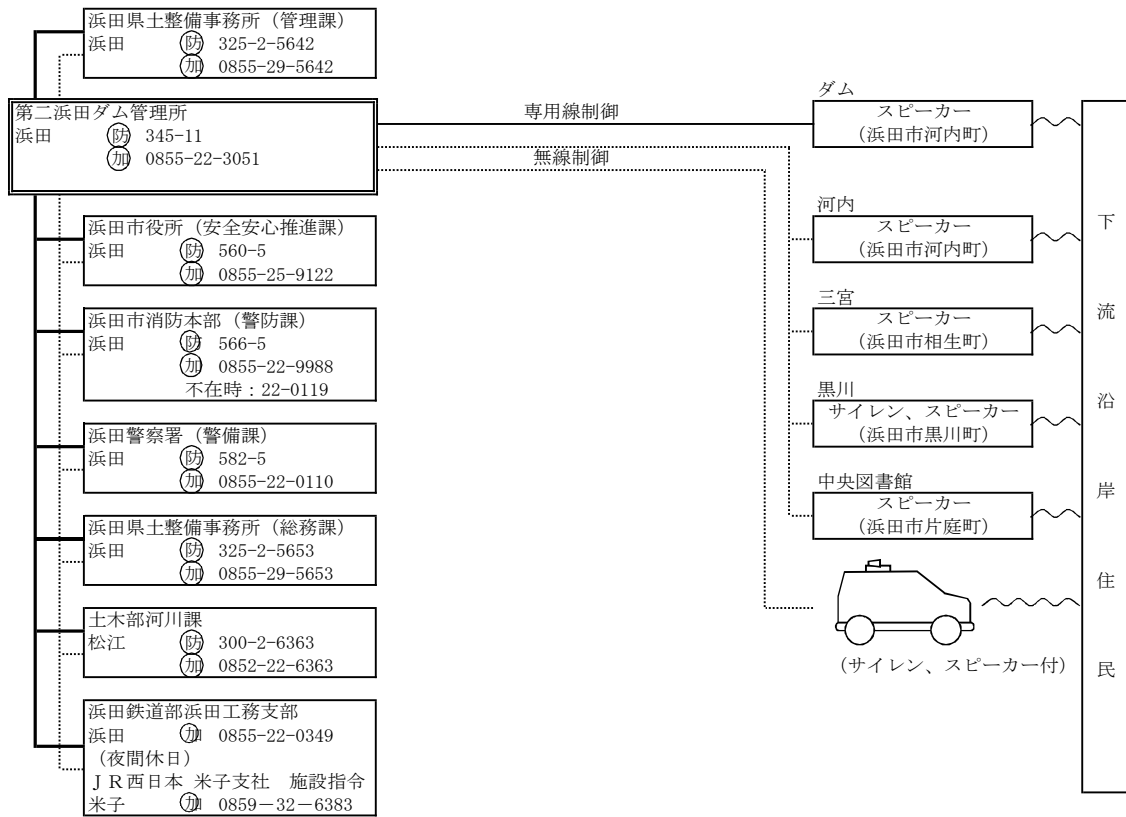 浜田県土整備事務所（管理課）
浜田 防 325-2-5642
加 0855-29-5642
第二浜田ダム管理所
浜田 防 345-11
加 0855-22-3051
浜田市役所（安全安心推進課）
浜田 防 560-5
加 0855-25-9122
浜田市消防本部（警防課）
浜田 防 566-5
加 0855-22-9988
不在時：22-0119
浜田警察署（警備課）
浜田 防 582-5
加 0855-22-0110
浜田県土整備事務所（総務課）
浜田 防 325-2-5653
加 0855-29-5653
土木部河川課
松江 防 300-2-6363
加 0852-22-6363
浜田鉄道部浜田工務支部
浜田 加 0855-22-0349
（夜間休日）
ＪＲ西日本 米子支社　施設指令
米子 加 0859－32－6383
専用線制御
無線制御
ダム
スピーカー
（浜田市河内町）
河内
スピーカー
（浜田市河内町）
三宮
スピーカー
（浜田市相生町）
黒川
サイレン、スピーカー
（浜田市黒川町）
中央図書館
スピーカー
（浜田市片庭町）
（サイレン、スピーカー付）
下流沿岸住民